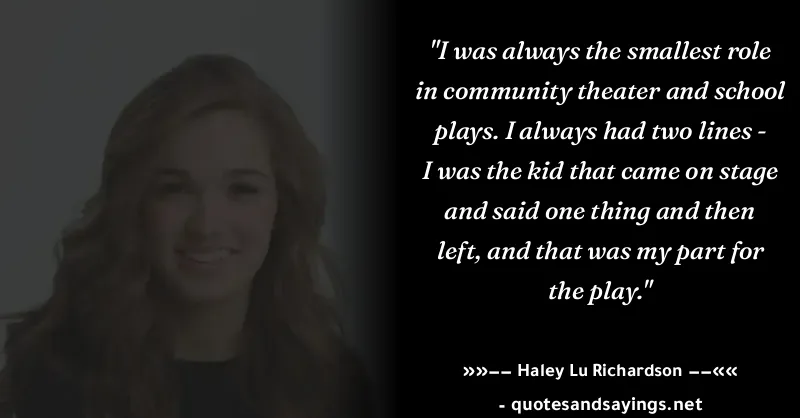 "I was always the smallest role
in community theater and school
plays. I always had two lines -
I was the kid that came on stage
and said one thing and then
left, and that was my part for
the play."
»»−− Haley Lu Richardson −−««
- quotesandsayings.net